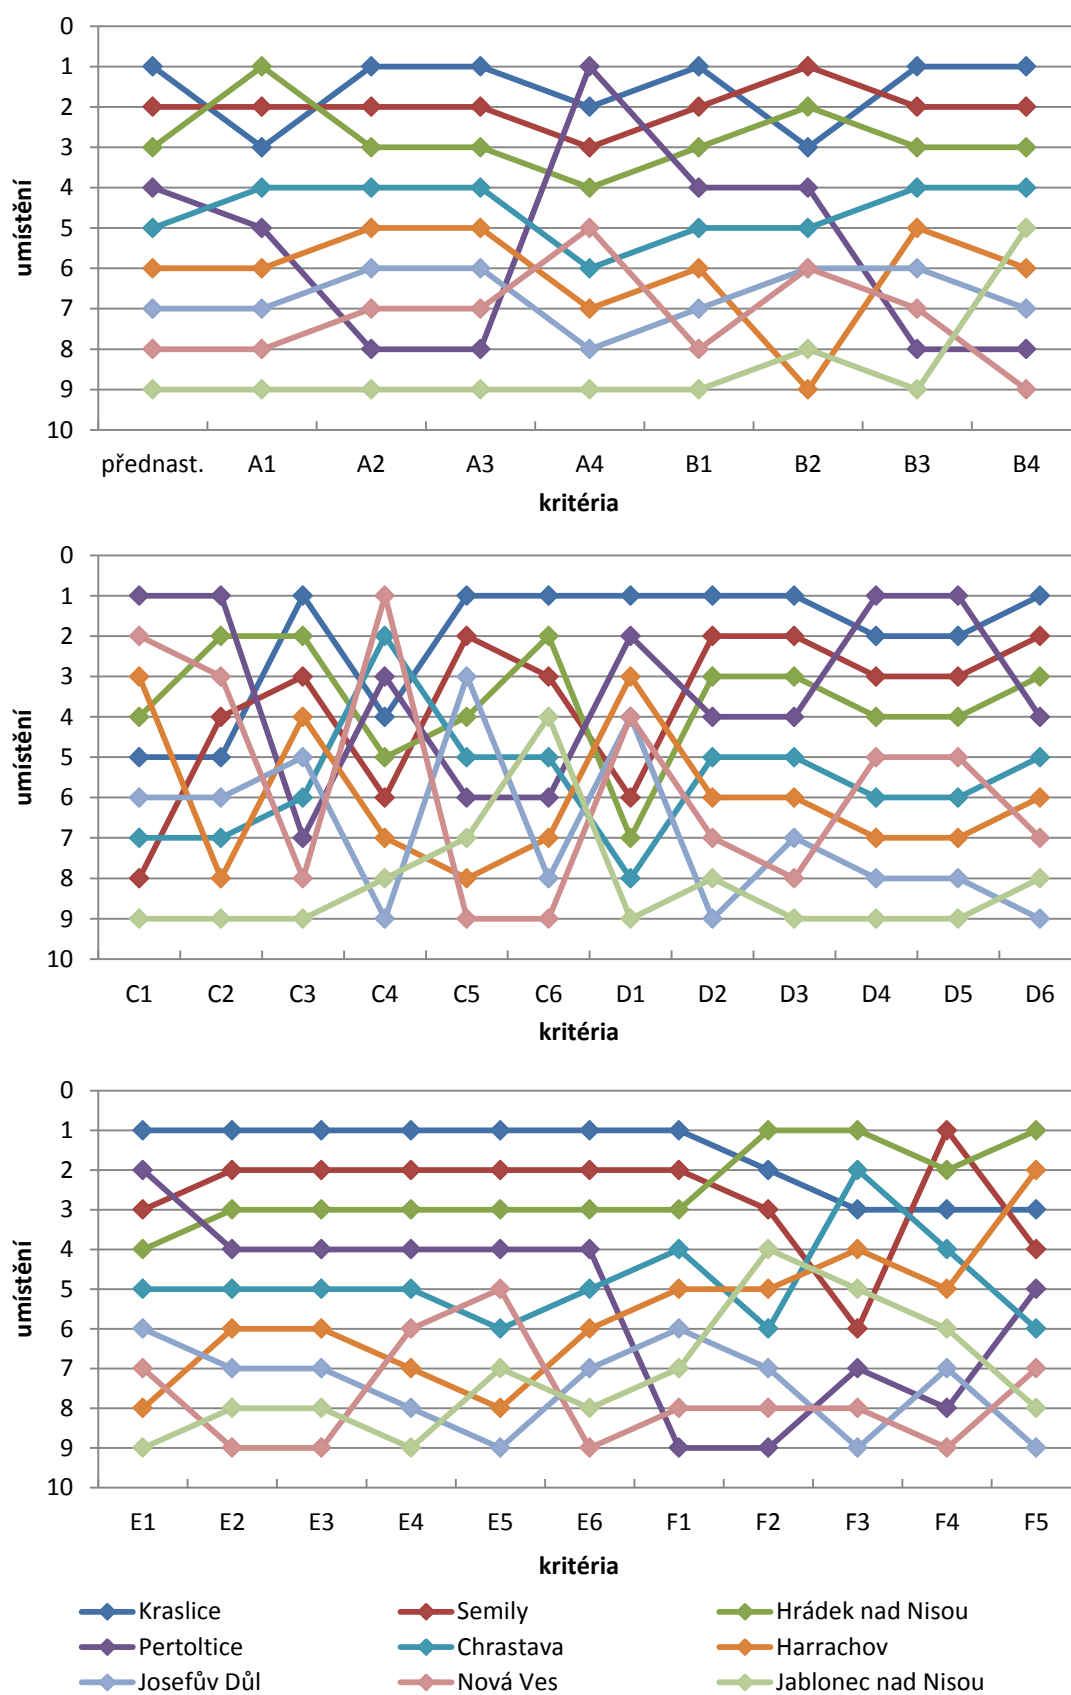 0
1
2
3
4
5
6
7
8
9
10
umístění
přednast. A1 A2 A3 A4 B1 B2 B3 B4
kritéria
0
1
2
3
4
5
6
7
8
9
10
umístění
C1 C2 C3 C4 C5 C6 D1 D2 D3 D4 D5 D6
kritéria
0
1
2
3
4
5
6
7
8
9
10
umístění
E1 E2 E3 E4 E5 E6 F1 F2 F3 F4 F5
kritéria
Kraslice Semily Hrádek nad Nisou
Pertoltice Chrastava Harrachov
Josefův Důl Nová Ves Jablonec nad Nisou